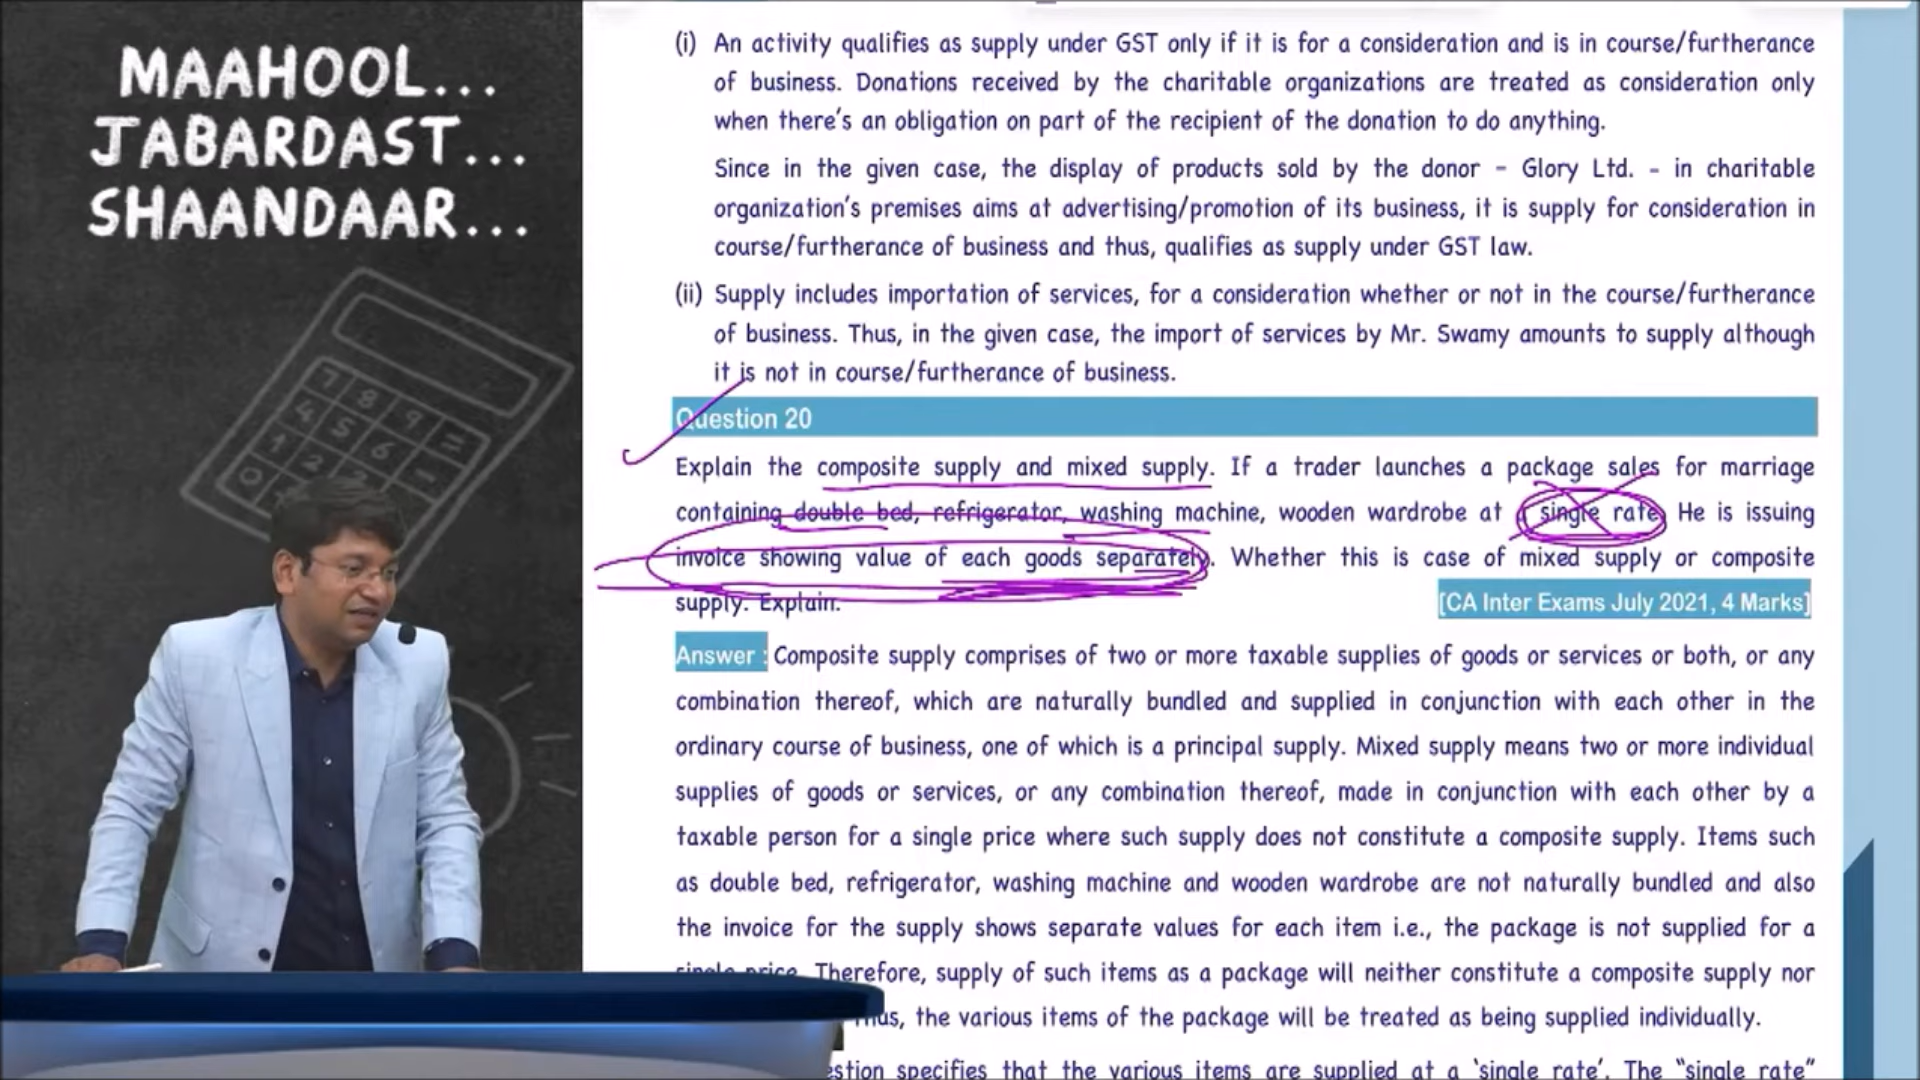 MAAHOOL...
JABARDAST...
SHAANDAAR...
(i) An activity qualifies as supply under GST only if it is for a consideration and is in course/furtherance
of business. Donations received by the charitable organizations are treated as consideration only
when there's an obligation on part of the recipient of the donation to do anything.
Since in the given case, the display of products sold by the donor - Glory Ltd. - in charitable
organization's premises aims at advertising/promotion of its business, it is supply for consideration in
course/furtherance of business and thus, qualifies as supply under GST law.
(ii) Supply includes importation of services, for a consideration whether or not in the course/furtherance
of business. Thus, in the given case, the import of services by Mr. Swamy amounts to supply although
it is not in course/furtherance of business.
Question 20
Explain the composite supply and mixed supply. If a trader launches a package sales for marriage
containing double bed, refrigerator, washing machine, wooden wardrobe at single rate. He is issuing
invoice showing value of each goods separately. Whether this is case of mixed supply or composite
supply. Explain.
[CA Inter Exams July 2021, 4 Marks]
Answer : Composite supply comprises of two or more taxable supplies of goods or services or both, or any
combination thereof, which are naturally bundled and supplied in conjunction with each other in the
ordinary course of business, one of which is a principal supply. Mixed supply means two or more individual
supplies of goods or services, or any combination thereof, made in conjunction with each other by a
taxable person for a single price where such supply does not constitute a composite supply. Items such
as double bed, refrigerator, washing machine and wooden wardrobe are not naturally bundled and also
the invoice for the supply shows separate values for each item i.e., the package is not supplied for a
single price. Therefore, supply of such items as a package will neither constitute a composite supply nor
the various items of the package will be treated as being supplied individually.
specifies that the various items are supplied at a 'single rate'. The "single rate"
7 8 9 =
4 5 6 -
1 2
0